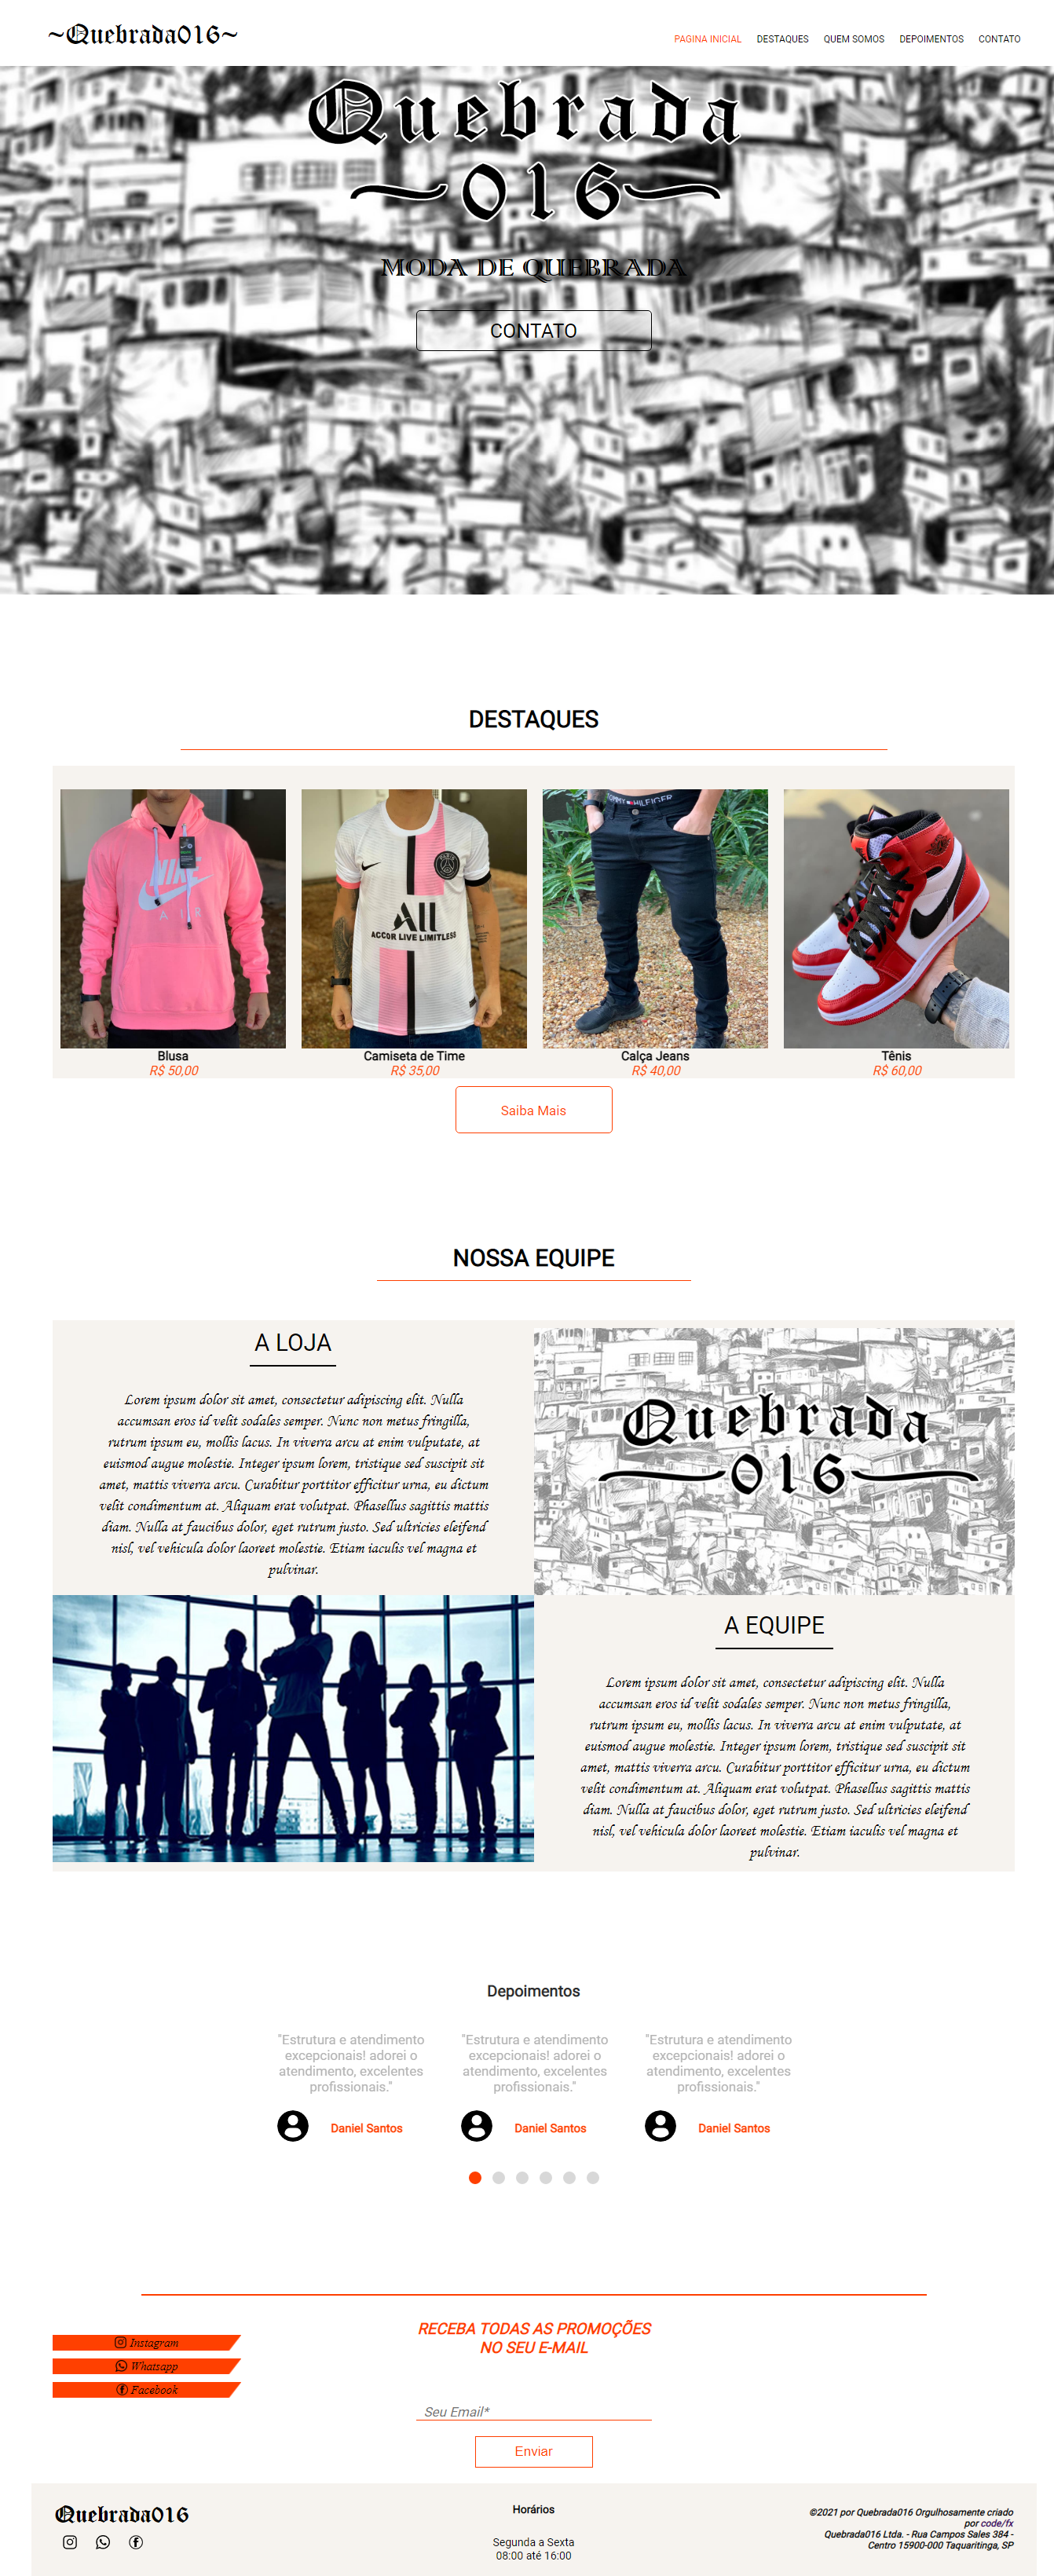 ~Quebrada016~
PAGINA INICIAL DESTAQUES QUEM SOMOS DEPOIMENTOS CONTATO
Quebrada
~016~
MODA DE QUEBRADA
CONTATO
DESTAQUES
NIKE
AIR
ALL
ACCOR LIVE LIMITLESS
TOMMY HILFIGER
Blusa
R$ 50,00
Camiseta de Time
R$ 35,00
Calça Jeans
R$ 40,00
Tênis
R$ 60,00
Saiba Mais
NOSSA EQUIPE
A LOJA
Lorem ipsum dolor sit amet, consectetur adipiscing elit. Nulla
accumsan eros id velit sodales semper. Nunc non metus fringilla,
rutrum ipsum eu, mollis lacus. In viverra arcu at enim vulputate, at
euismod augue molestie. Integer ipsum lorem, tristique sed suscipit sit
amet, mattis viverra arcu. Curabitur porttitor efficitur urna, eu dictum
velit condimentum at. Aliquam erat volutpat. Phasellus sagittis mattis
diam. Nulla at faucibus dolor, eget rutrum justo. Sed ultricies eleifend
nisl, vel vehicula dolor laoreet molestie. Etiam iaculis vel magna et
pulvinar.
Quebrada
~016~
A EQUIPE
Lorem ipsum dolor sit amet, consectetur adipiscing elit. Nulla
accumsan eros id velit sodales semper. Nunc non metus fringilla,
rutrum ipsum eu, mollis lacus. In viverra arcu at enim vulputate, at
euismod augue molestie. Integer ipsum lorem, tristique sed suscipit sit
amet, mattis viverra arcu. Curabitur porttitor efficitur urna, eu dictum
velit condimentum at. Aliquam erat volutpat. Phasellus sagittis mattis
diam. Nulla at faucibus dolor, eget rutrum justo. Sed ultricies eleifend
nisl, vel vehicula dolor laoreet molestie. Etiam iaculis vel magna et
pulvinar.
Depoimentos
"Estrutura e atendimento
excepcionais! adorei o
atendimento, excelentes
profissionais."
Daniel Santos
"Estrutura e atendimento
excepcionais! adorei o
atendimento, excelentes
profissionais."
Daniel Santos
"Estrutura e atendimento
excepcionais! adorei o
atendimento, excelentes
profissionais."
Daniel Santos
Instagram
Whatsapp
Facebook
RECEBA TODAS AS PROMOÇÕES
NO SEU E-MAIL
Seu Email*
Enviar
Quebrada016
Horários
Segunda a Sexta
08:00 até 16:00
©2021 por Quebrada016 Orgulhosamente criado
por code/fx
Quebrada016 Ltda. - Rua Campos Sales 384 -
Centro 15900-000 Taquaritinga, SP